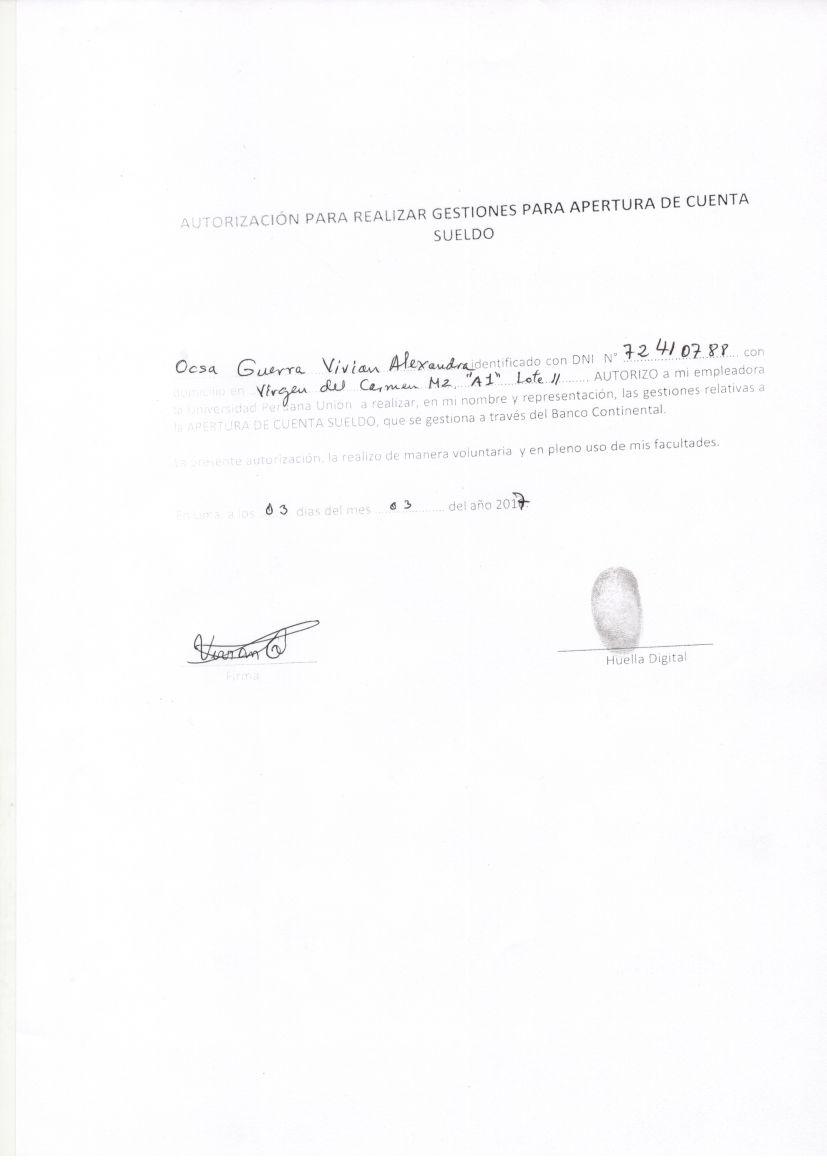 AUTORIZACIÓN PARA REALIZAR GESTIONES PARA APERTURA DE CUENTA
SUELDO
Ocsa Guerra Vivian Alexandra identificado con DNI N° 72410788 con
domicilio en Virgen del Carmen Mz "A1" Lote 11 AUTORIZO a mi empleadora
la Universidad Peruana Unión a realizar, en mi nombre y representación, las gestiones relativas a
la APERTURA DE CUENTA SUELDO, que se gestiona a través del Banco Continental.
La presente autorización, la realizo de manera voluntaria y en pleno uso de mis facultades.
En Lima, a los 03 días del mes 03 del año 2017.
Vivian G
Firma
Huella Digital